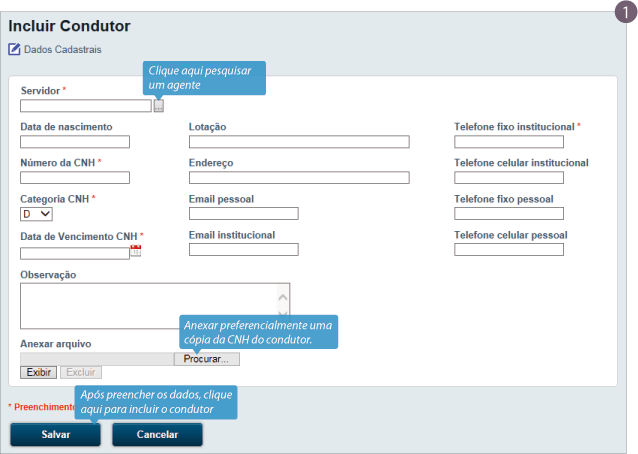 1
Incluir Condutor
Dados Cadastrais
Clique aqui pesquisar
um agente
Servidor *
...
Data de nascimento
Lotação
Telefone fixo institucional *
Número da CNH *
Endereço
Telefone celular institucional
Categoria CNH *
Email pessoal
Telefone fixo pessoal
D
Data de Vencimento CNH *
Email institucional
Telefone celular pessoal
Observação
Anexar preferencialmente uma
cópia da CNH do condutor.
Anexar arquivo
Procurar...
Exibir
Excluir
Após preencher os dados, clique
aqui para incluir o condutor
* Preenchimento
Salvar
Cancelar